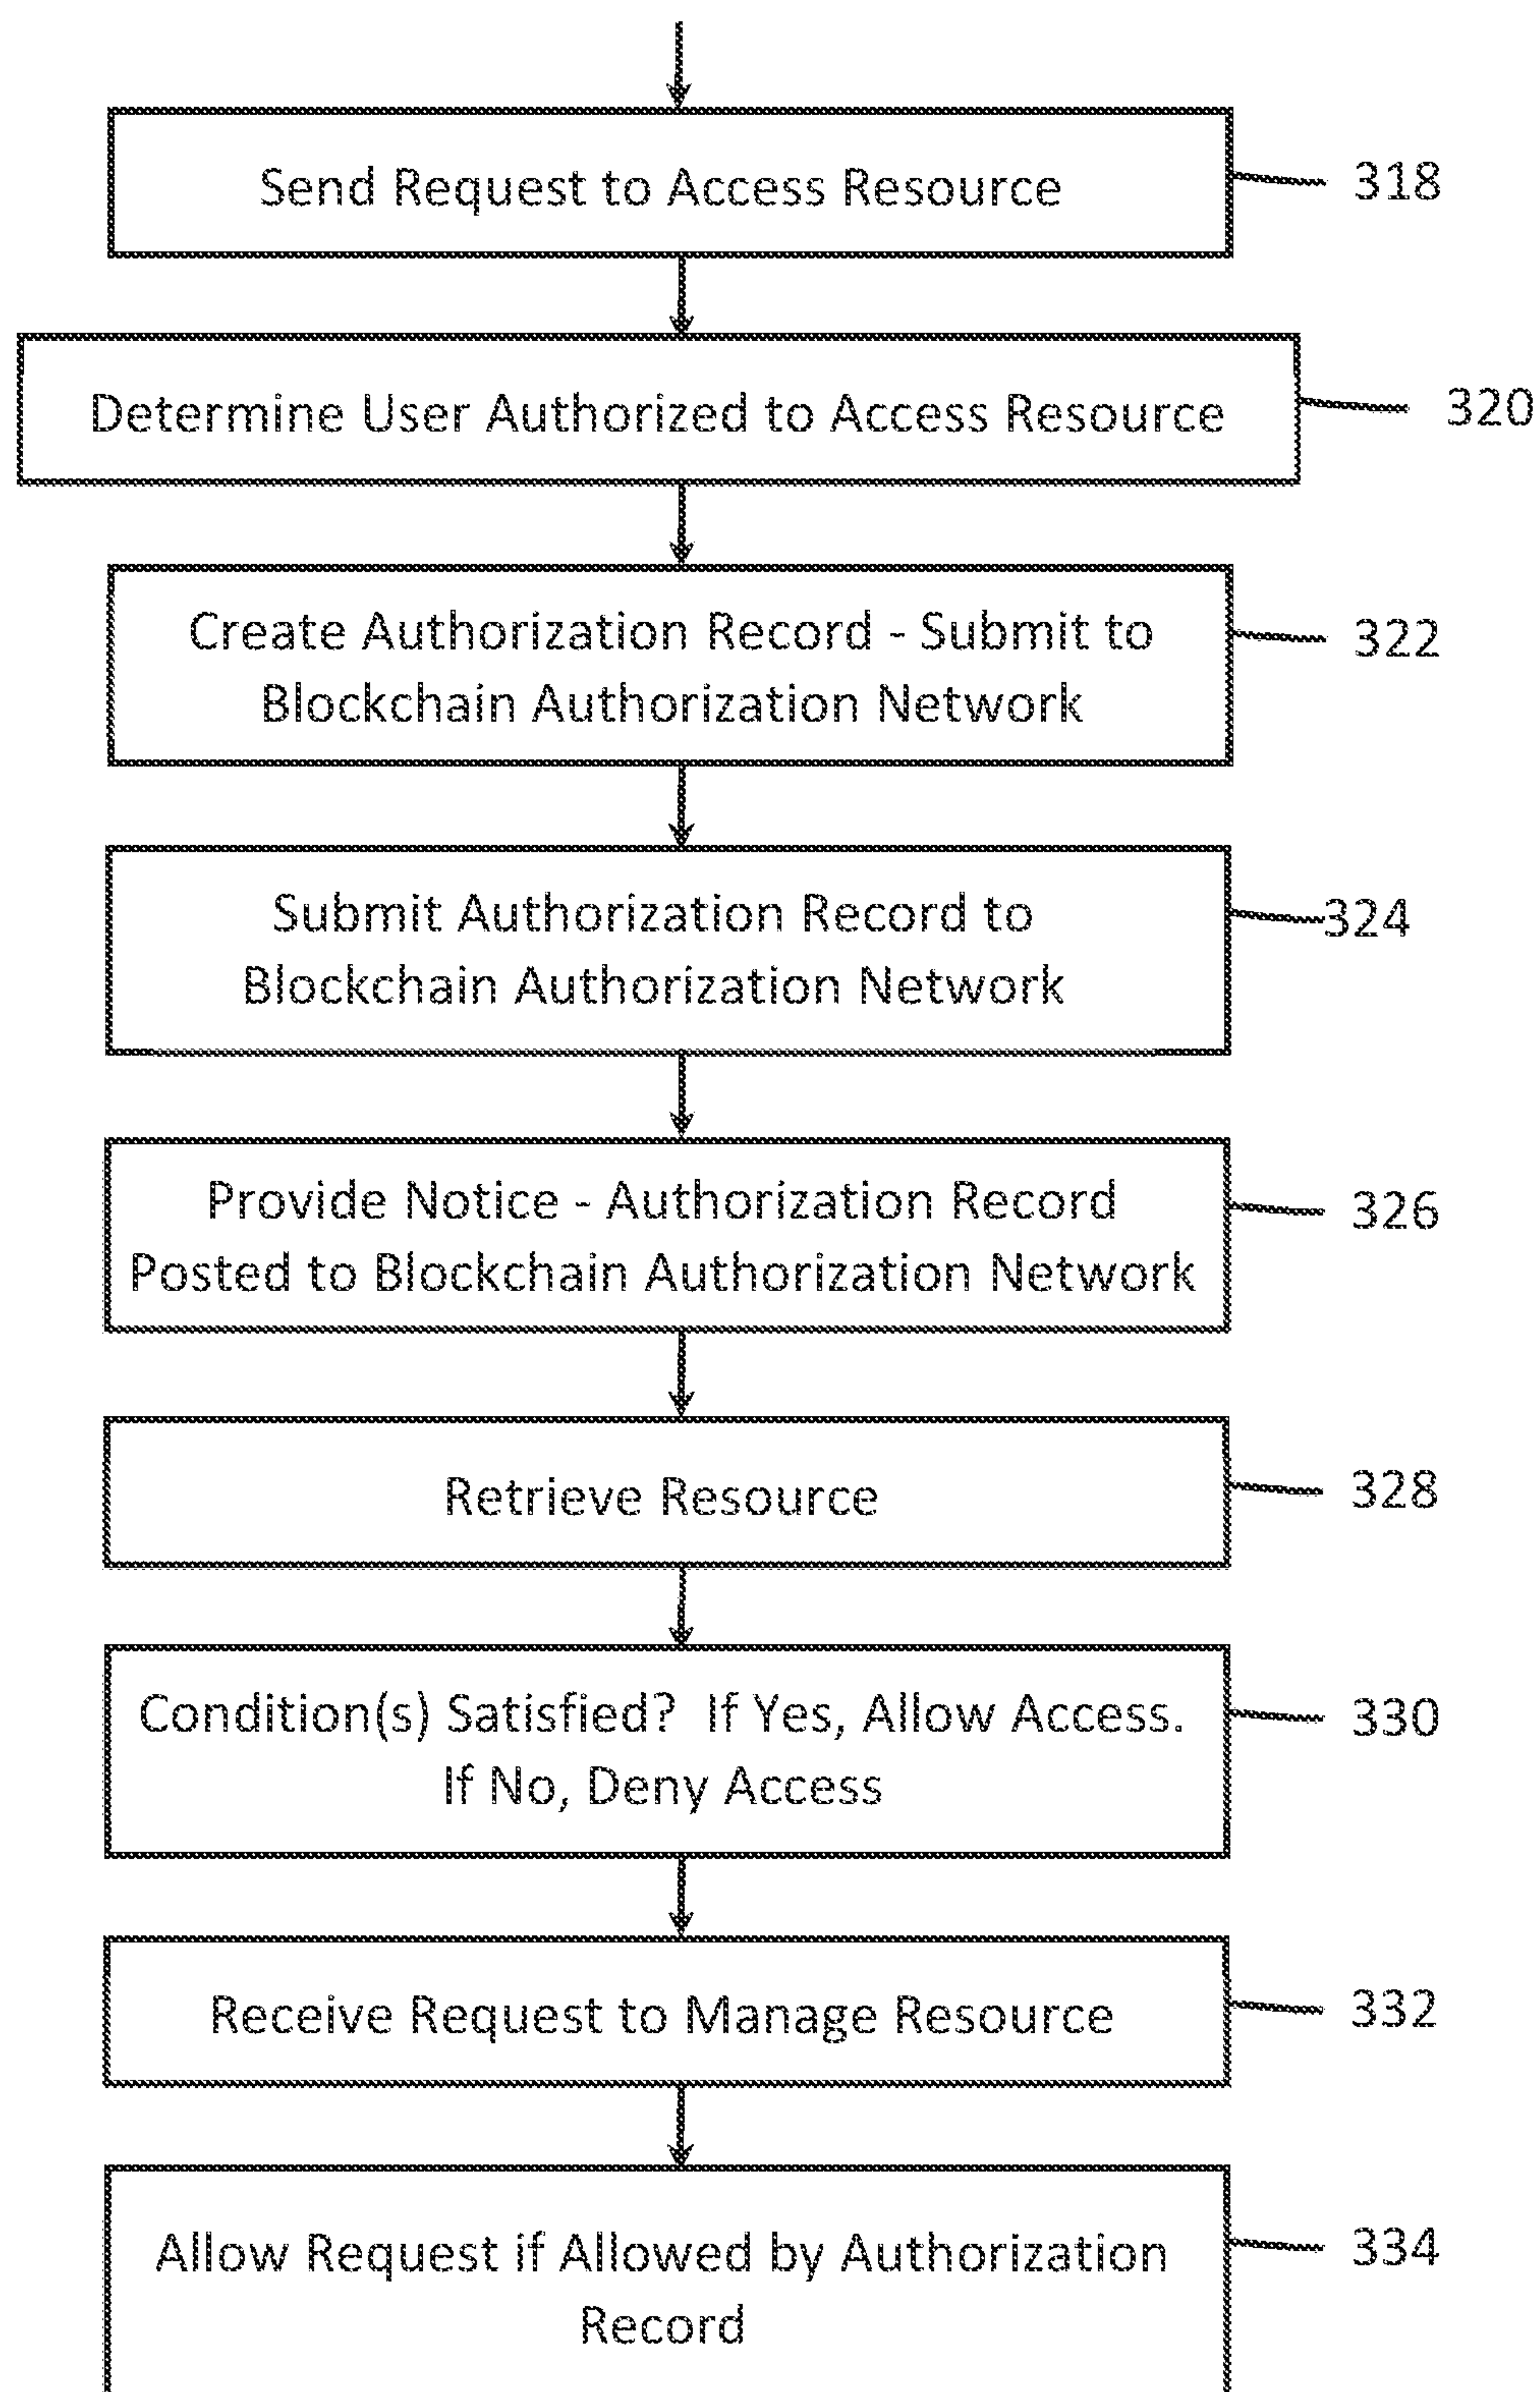 Send Request to Access Resource
318
Determine User Authorized to Access Resource
320
Create Authorization Record - Submit to
Blockchain Authorization Network
322
Submit Authorization Record to
Blockchain Authorization Network
324
Provide Notice - Authorization Record
Posted to Blockchain Authorization Network
326
Retrieve Resource
328
Condition(s) Satisfied?  If Yes, Allow Access.
If No, Deny Access
330
Receive Request to Manage Resource
332
Allow Request if Allowed by Authorization
Record
334